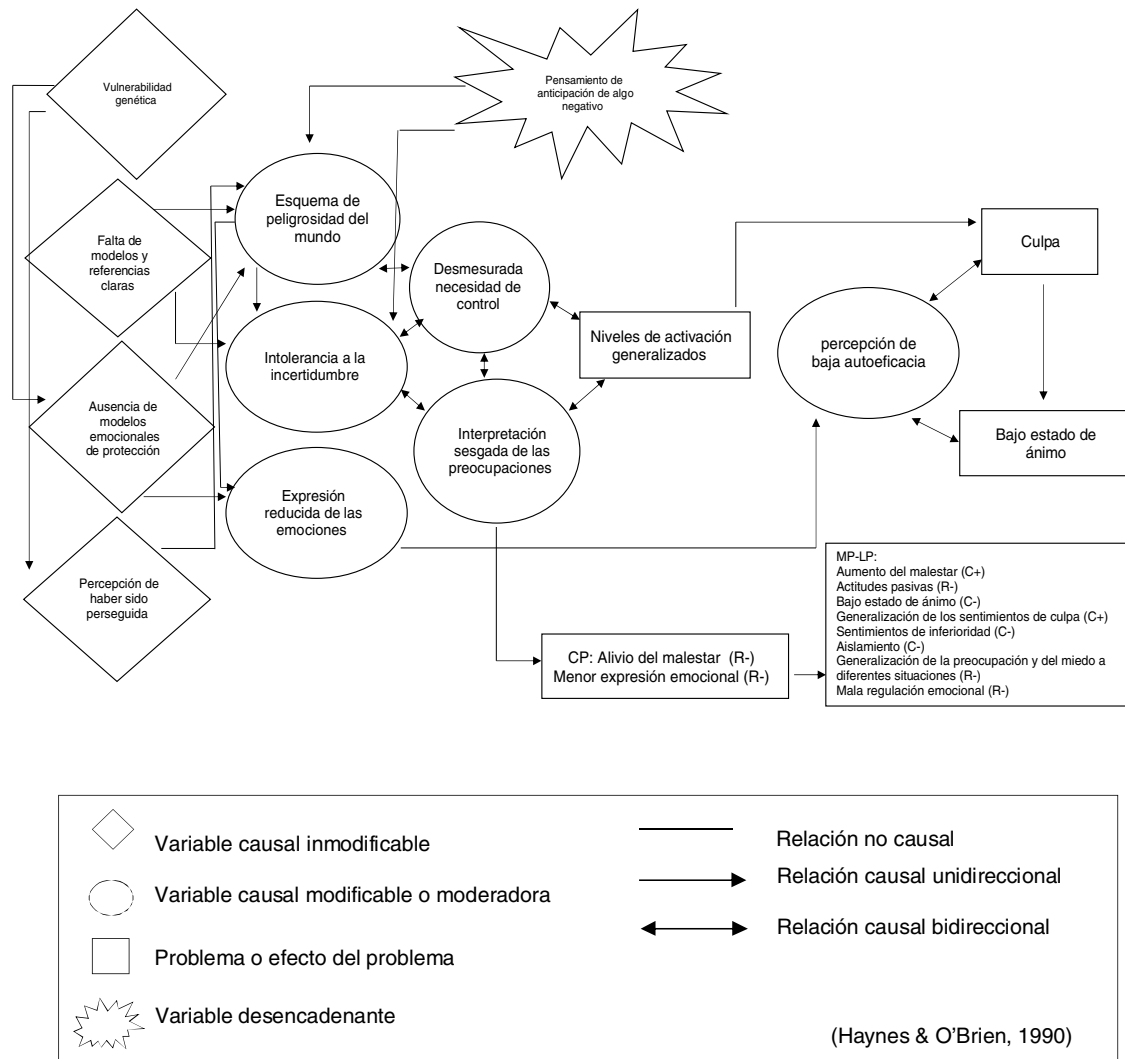 Vulnerabilidad
genética
Pensamiento de
anticipación de algo
negativo
Esquema de
peligrosidad del
mundo
Falta de
modelos y
referencias
claras
Desmesurada
necesidad de
control
Culpa
Niveles de activación
generalizados
percepción de
baja autoeficacia
Intolerancia a la
incertidumbre
Ausencia de
modelos
emocionales
de protección
Interpretación
sesgada de las
preocupaciones
Bajo estado de
ánimo
Expresión
reducida de las
emociones
Percepción de
haber sido
perseguida
CP: Alivio del malestar (R-)
Menor expresión emocional (R-)
MP-LP:
Aumento del malestar (C+)
Actitudes pasivas (R-)
Bajo estado de ánimo (C-)
Generalización de los sentimientos de culpa (C+)
Sentimientos de inferioridad (C-)
Aislamiento (C-)
Generalización de la preocupación y del miedo a
diferentes situaciones (R-)
Mala regulación emocional (R-)
Variable causal inmodificable
Variable causal modificable o moderadora
Problema o efecto del problema
Variable desencadenante
Relación no causal
Relación causal unidireccional
Relación causal bidireccional
(Haynes & O'Brien, 1990)